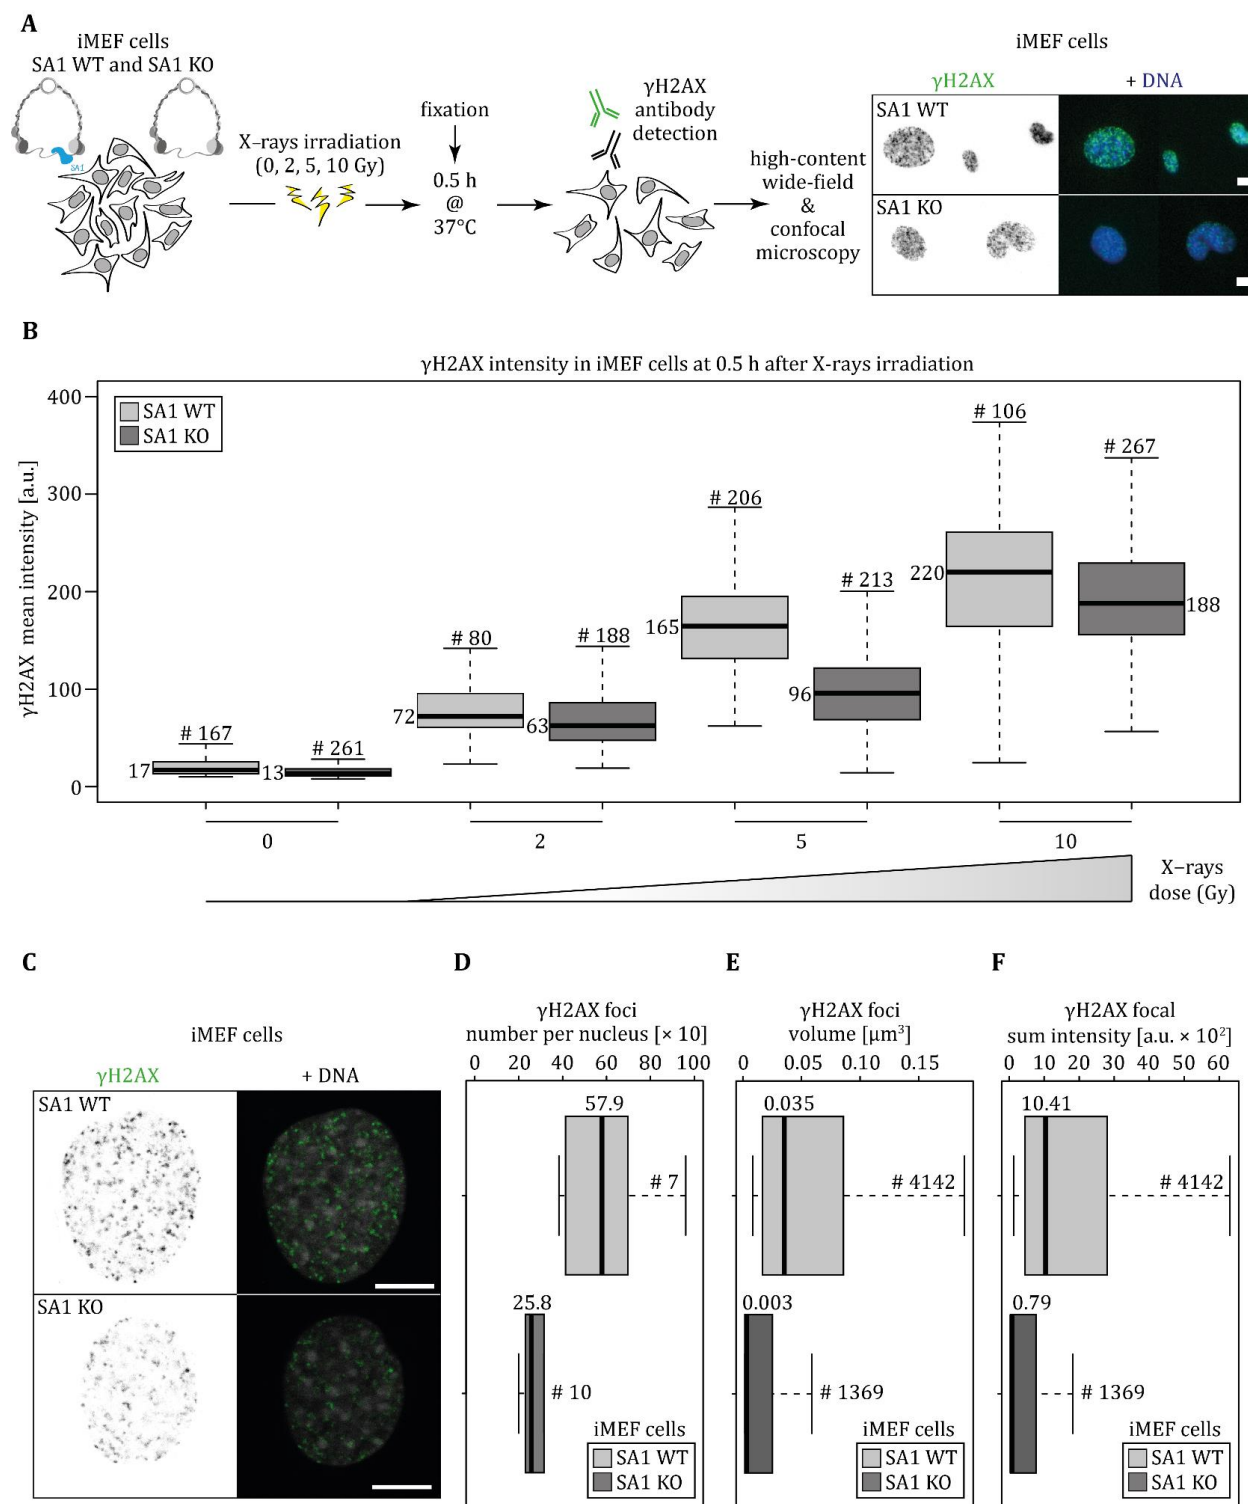 A
iMEF cells
SA1 WT and SA1 KO
SA1
X–rays irradiation
(0, 2, 5, 10 Gy)
fixation
0.5 h
@
37°C
γH2AX
antibody
detection
high-content
wide-field
&
confocal
microscopy
iMEF cells
γH2AX + DNA
SA1 WT
SA1 KO
B
γH2AX intensity in iMEF cells at 0.5 h after X-rays irradiation
γH2AX mean intensity [a.u.]
400
300
200
100
0
SA1 WT
SA1 KO
# 167
17
# 261
13
# 80
72
# 188
63
# 206
165
# 213
96
# 106
220
# 267
188
0 2 5 10
X–rays
dose (Gy)
C
iMEF cells
γH2AX + DNA
SA1 WT
SA1 KO
D
γH2AX foci
number per nucleus [× 10]
0 20 40 60 80 100
57.9
# 7
25.8
# 10
iMEF cells
SA1 WT
SA1 KO
E
γH2AX foci
volume [μm³]
0 0.05 0.1 0.15
0.035
# 4142
0.003
# 1369
iMEF cells
SA1 WT
SA1 KO
F
γH2AX focal
sum intensity [a.u. × 10²]
0 10 20 30 40 50 60
10.41
# 4142
0.79
# 1369
iMEF cells
SA1 WT
SA1 KO